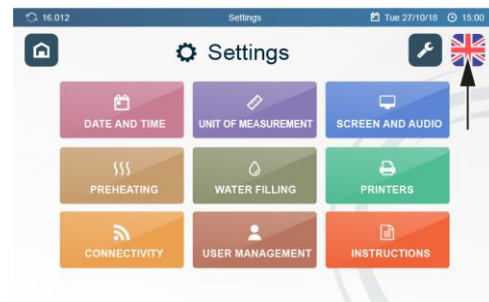 16.012 Settings Tue 27/10/18 15:00
Settings
DATE AND TIME UNIT OF MEASUREMENT SCREEN AND AUDIO
PREHEATING WATER FILLING PRINTERS
CONNECTIVITY USER MANAGEMENT INSTRUCTIONS